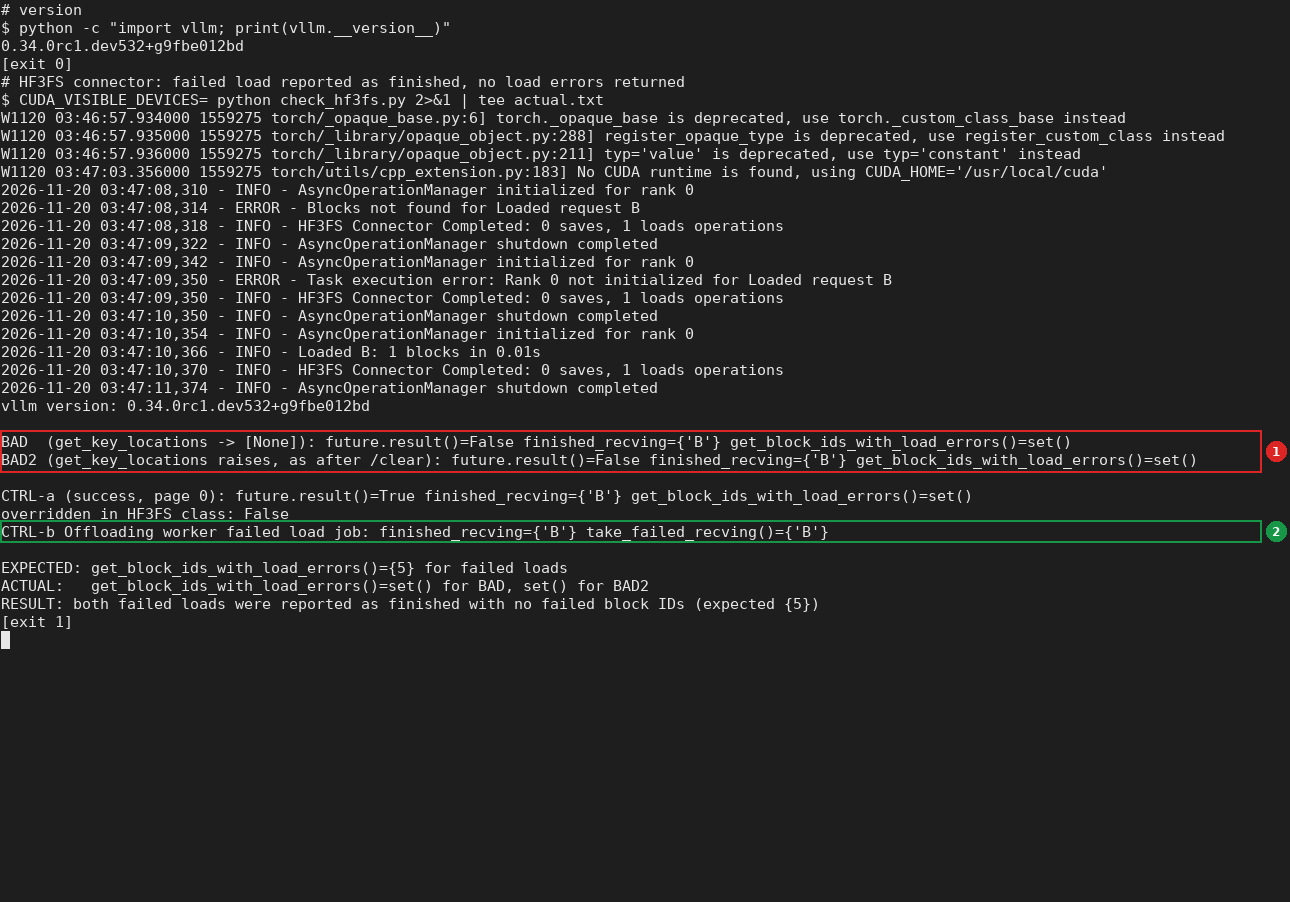 # version
$ python -c "import vllm; print(vllm.__version__)"
0.34.0rc1.dev532+g9fbe012bd
[exit 0]
# HF3FS connector: failed load reported as finished, no load errors returned
$ CUDA_VISIBLE_DEVICES= python check_hf3fs.py 2>&1 | tee actual.txt
W1120 03:46:57.934000 1559275 torch/_opaque_base.py:6] torch._opaque_base is deprecated, use torch._custom_class_base instead
W1120 03:46:57.935000 1559275 torch/_library/opaque_object.py:288] register_opaque_type is deprecated, use register_custom_class instead
W1120 03:46:57.936000 1559275 torch/_library/opaque_object.py:211] typ='value' is deprecated, use typ='constant' instead
W1120 03:47:03.356000 1559275 torch/utils/cpp_extension.py:183] No CUDA runtime is found, using CUDA_HOME='/usr/local/cuda'
2026-11-20 03:47:08,310 - INFO - AsyncOperationManager initialized for rank 0
2026-11-20 03:47:08,314 - ERROR - Blocks not found for Loaded request B
2026-11-20 03:47:08,318 - INFO - HF3FS Connector Completed: 0 saves, 1 loads operations
2026-11-20 03:47:09,322 - INFO - AsyncOperationManager shutdown completed
2026-11-20 03:47:09,342 - INFO - AsyncOperationManager initialized for rank 0
2026-11-20 03:47:09,350 - ERROR - Task execution error: Rank 0 not initialized for Loaded request B
2026-11-20 03:47:09,350 - INFO - HF3FS Connector Completed: 0 saves, 1 loads operations
2026-11-20 03:47:10,350 - INFO - AsyncOperationManager shutdown completed
2026-11-20 03:47:10,354 - INFO - AsyncOperationManager initialized for rank 0
2026-11-20 03:47:10,366 - INFO - Loaded B: 1 blocks in 0.01s
2026-11-20 03:47:10,370 - INFO - HF3FS Connector Completed: 0 saves, 1 loads operations
2026-11-20 03:47:11,374 - INFO - AsyncOperationManager shutdown completed
vllm version: 0.34.0rc1.dev532+g9fbe012bd
BAD  (get_key_locations -> [None]): future.result()=False finished_recving={'B'} get_block_ids_with_load_errors()=set()
BAD2 (get_key_locations raises, as after /clear): future.result()=False finished_recving={'B'} get_block_ids_with_load_errors()=set()
1
CTRL-a (success, page 0): future.result()=True finished_recving={'B'} get_block_ids_with_load_errors()=set()
overridden in HF3FS class: False
CTRL-b Offloading worker failed load job: finished_recving={'B'} take_failed_recving()={'B'}
2
EXPECTED: get_block_ids_with_load_errors()={5} for failed loads
ACTUAL:   get_block_ids_with_load_errors()=set() for BAD, set() for BAD2
RESULT: both failed loads were reported as finished with no failed block IDs (expected {5})
[exit 1]